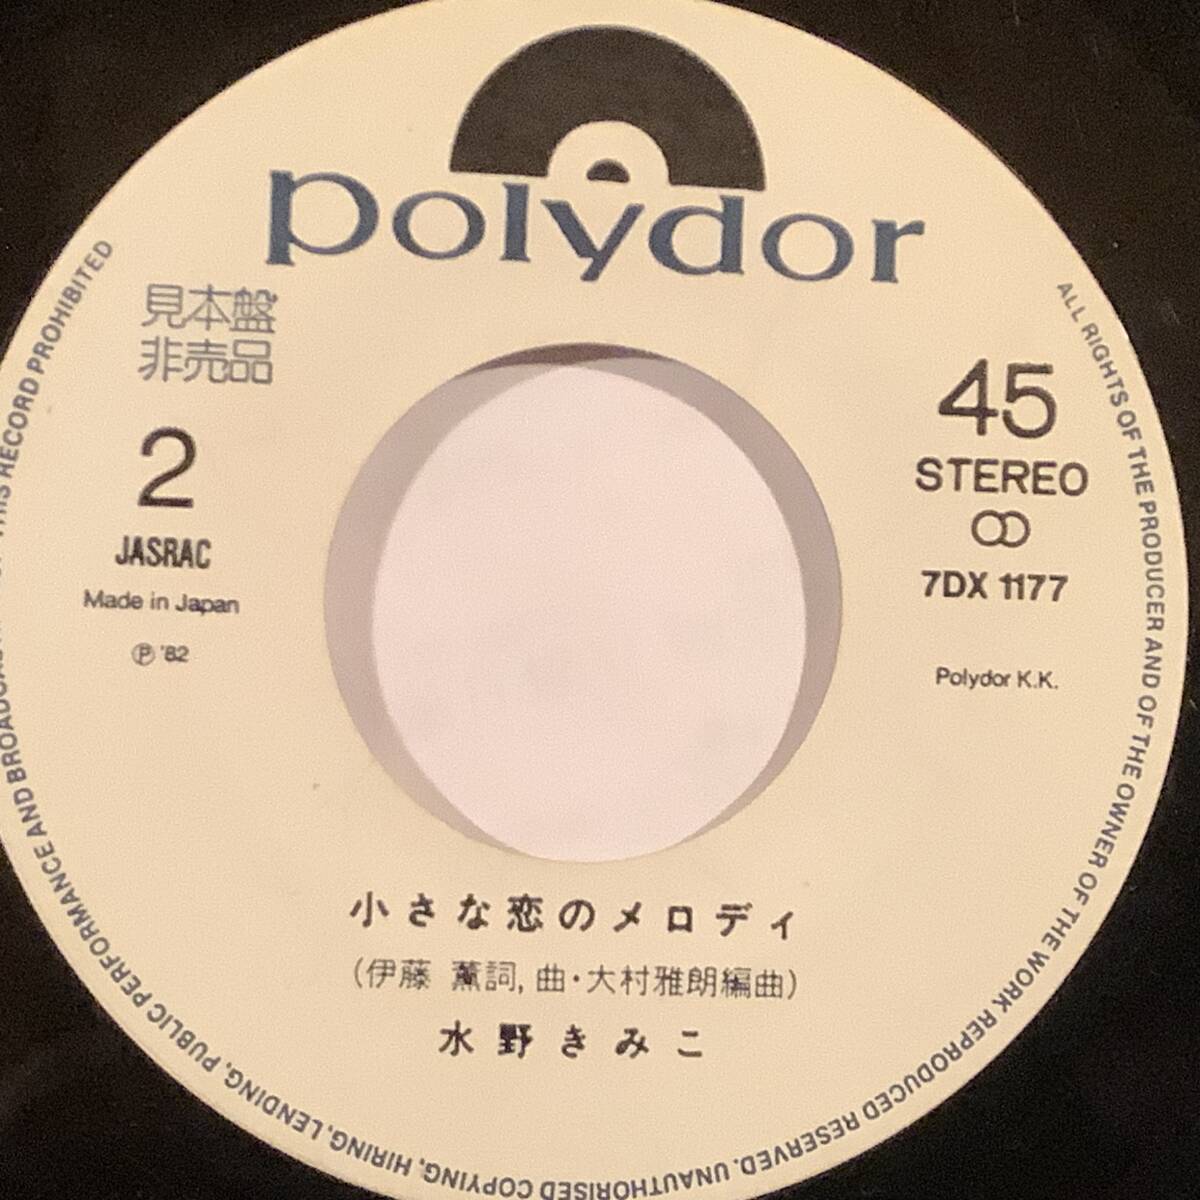 polydor
見本盤
非売品
2
JASRAC
Made in Japan
Ⓟ '82
45
STEREO
7DX 1177
Polydor K.K.
小さな恋のメロディ
(伊藤 薫詞, 曲・大村雅朗編曲)
水野きみこ
ALL RIGHTS OF THE PRODUCER AND OF THE OWNER OF THE WORK REPRODUCED RESERVED. UNAUTHORISED COPYING, HIRING, LENDING, PUBLIC PERFORMANCE AND THIS RECORD PROHIBITED